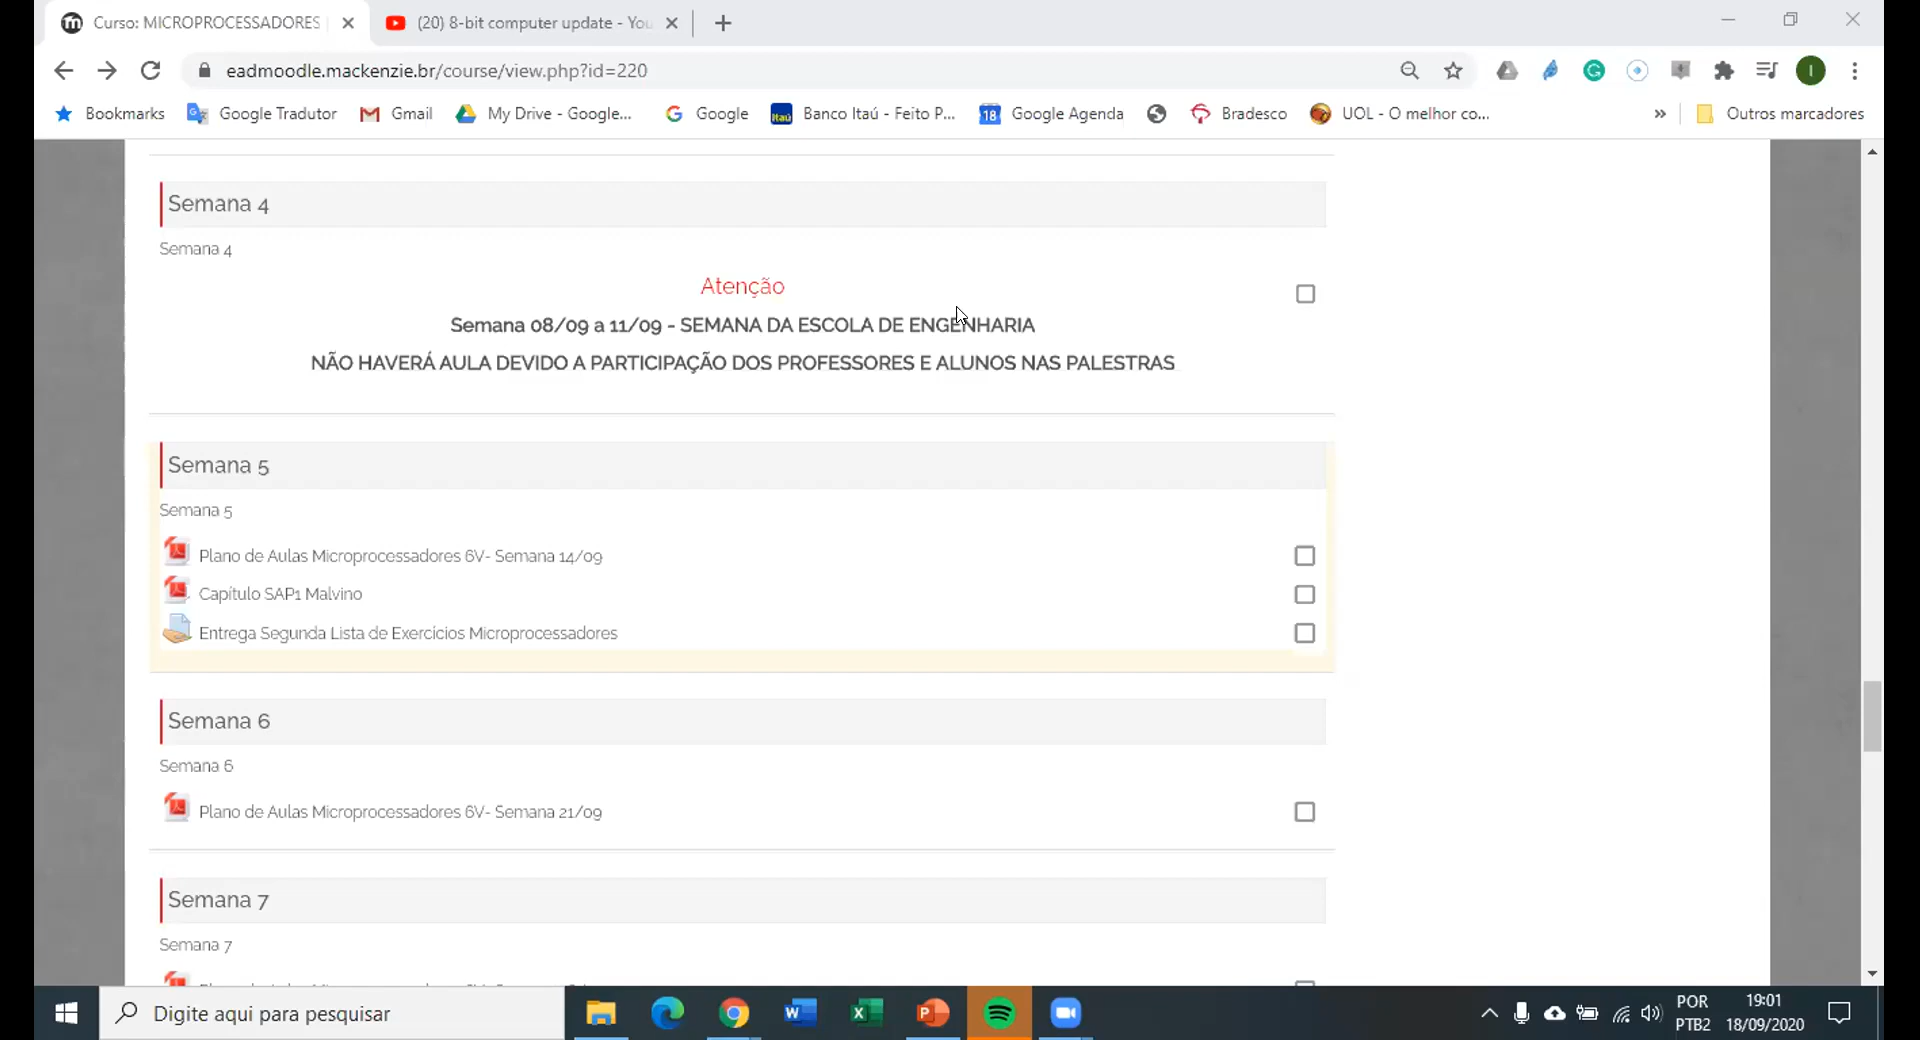 Curso: MICROPROCESSADORES
(20) 8-bit computer update - You
eadmoodle.mackenzie.br/course/view.php?id=220
I
Bookmarks
Google Tradutor
Gmail
My Drive - Google...
Google
Itaú
Banco Itaú - Feito P...
18
Google Agenda
Bradesco
UOL - O melhor co...
»
Outros marcadores
Semana 4
Semana 4
Atenção
Semana 08/09 a 11/09 - SEMANA DA ESCOLA DE ENGENHARIA
NÃO HAVERÁ AULA DEVIDO A PARTICIPAÇÃO DOS PROFESSORES E ALUNOS NAS PALESTRAS
Semana 5
Semana 5
Plano de Aulas Microprocessadores 6V- Semana 14/09
Capítulo SAP1 Malvino
Entrega Segunda Lista de Exercícios Microprocessadores
Semana 6
Semana 6
Plano de Aulas Microprocessadores 6V- Semana 21/09
Semana 7
Semana 7
Digite aqui para pesquisar
POR
PTB2
19:01
18/09/2020